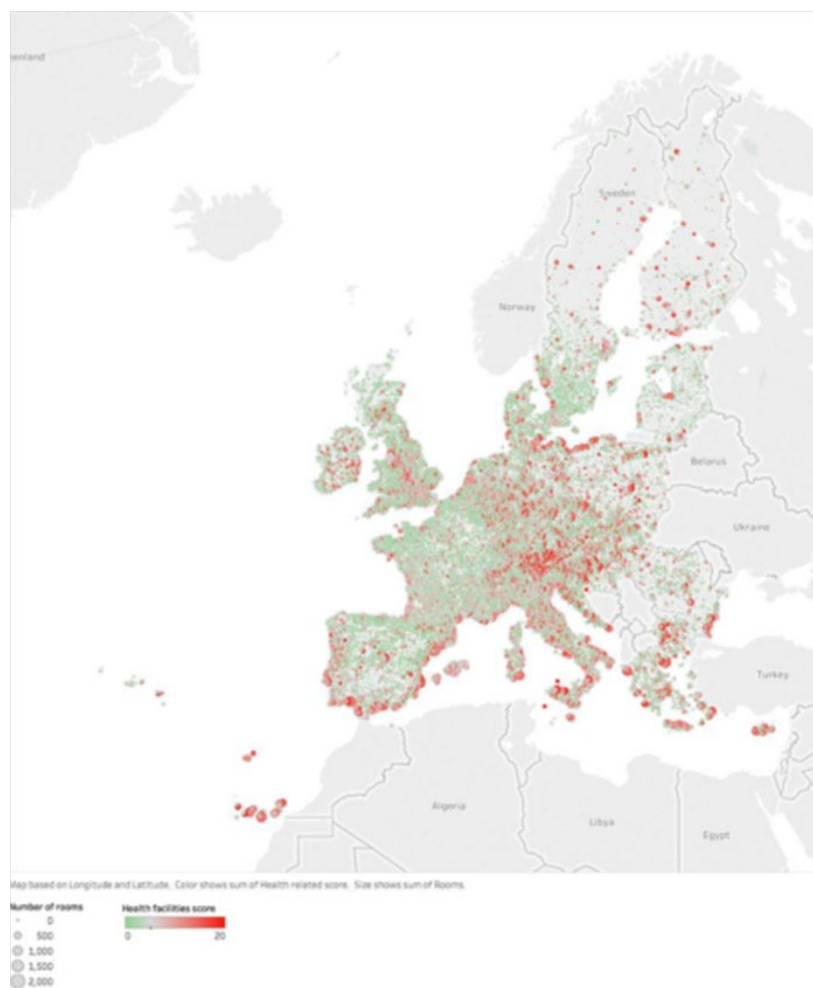 enland
Sweden
Norway
Belarus
Ukraine
Turkey
Algeria
Libya
Egypt
Map based on Longitude and Latitude. Color shows sum of Health related score. Size shows sum of Rooms.
Number of rooms
0
500
1,000
1,500
2,000
Health facilities score
0 20